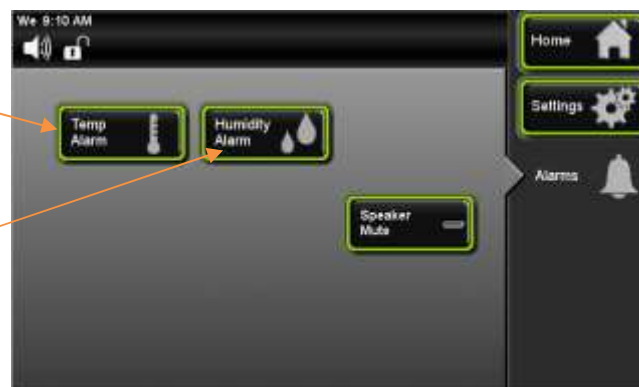 We 9:10 AM
Home
Settings
Temp
Alarm
Humidity
Alarm
Alarms
Speaker
Mute